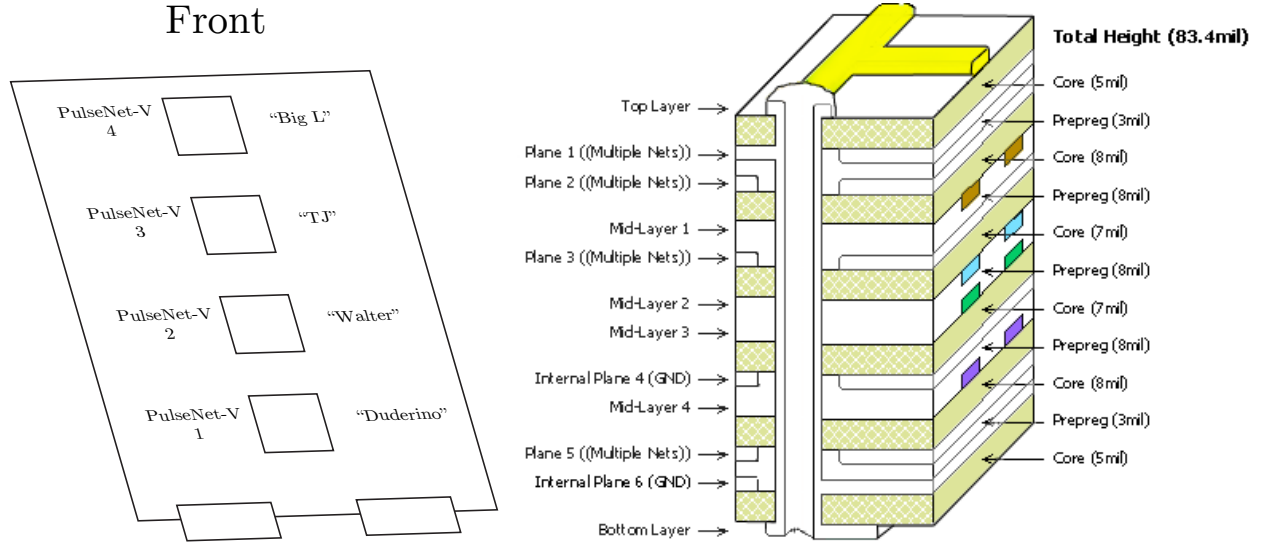 Front
PulseNet-V
4
“Big L”
PulseNet-V
3
“TJ”
PulseNet-V
2
“Walter”
PulseNet-V
1
“Duderino”
Top Layer
Plane 1 ((Multiple Nets))
Plane 2 ((Multiple Nets))
Mid-Layer 1
Plane 3 ((Multiple Nets))
Mid-Layer 2
Mid-Layer 3
Internal Plane 4 (GND)
Mid-Layer 4
Plane 5 ((Multiple Nets))
Internal Plane 6 (GND)
Bottom Layer
Total Height (83.4mil)
Core (5mil)
Prepreg (3mil)
Core (8mil)
Prepreg (8mil)
Core (7mil)
Prepreg (8mil)
Core (7mil)
Prepreg (8mil)
Core (8mil)
Prepreg (3mil)
Core (5mil)